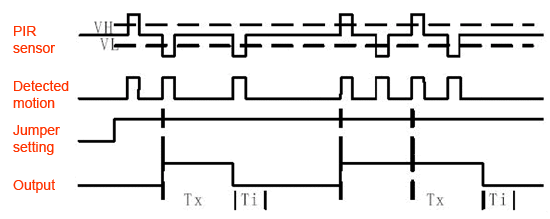 VH
PIR
sensor
VL
Detected
motion
Jumper
setting
Output
Tx
Ti
Tx
Ti